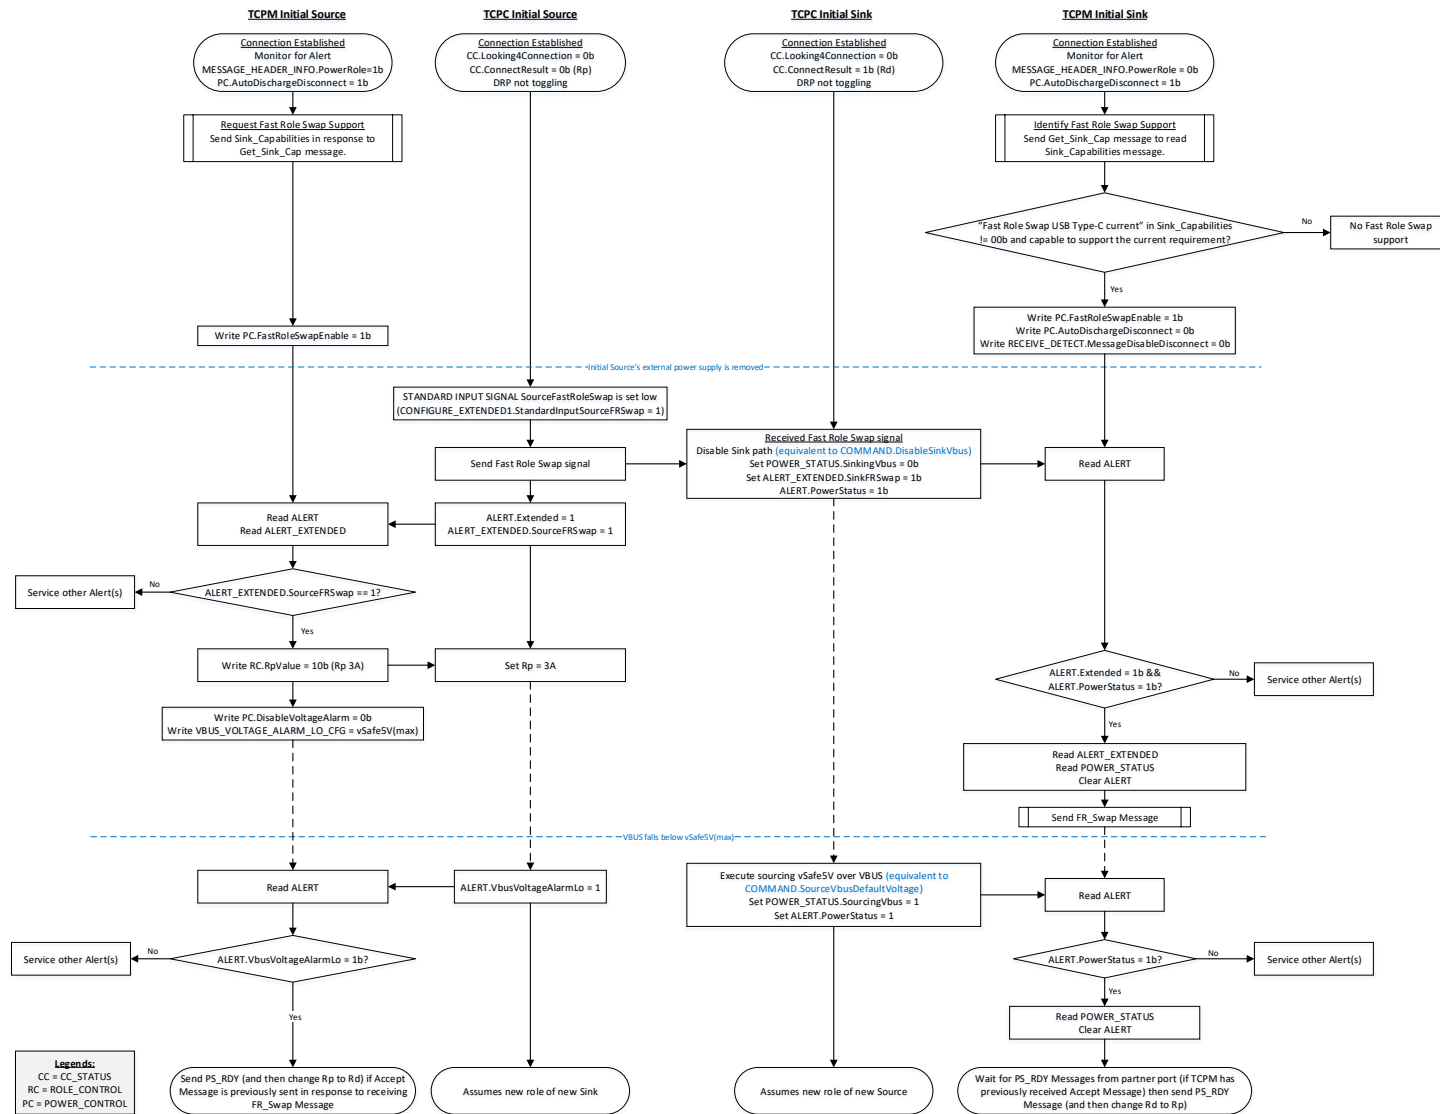 TCPM Initial Source
TCPC Initial Source
TCPC Initial Sink
TCPM Initial Sink
Connection Established
Monitor for Alert
MESSAGE_HEADER_INFO.PowerRole=1b
PC.AutoDischargeDisconnect = 1b
Connection Established
CC.Looking4Connection = 0b
CC.ConnectResult = 0b (Rp)
DRP not toggling
Connection Established
CC.Looking4Connection = 0b
CC.ConnectResult = 1b (Rd)
DRP not toggling
Connection Established
Monitor for Alert
MESSAGE_HEADER_INFO.PowerRole = 0b
PC.AutoDischargeDisconnect = 1b
Request Fast Role Swap Support
Send Sink_Capabilities in response to
Get_Sink_Cap message.
Identify Fast Role Swap Support
Send Get_Sink_Cap message to read
Sink_Capabilities message.
"Fast Role Swap USB Type-C current" in Sink_Capabilities
!= 00b and capable to support the current requirement?
No
No Fast Role Swap
support
Yes
Write PC.FastRoleSwapEnable = 1b
Write PC.FastRoleSwapEnable = 1b
Write PC.AutoDischargeDisconnect = 0b
Write RECEIVE_DETECT.MessageDisableDisconnect = 0b
Initial Source's external power supply is removed
STANDARD INPUT SIGNAL SourceFastRoleSwap is set low
(CONFIGURE_EXTENDED1.StandardInputSourceFRSwap = 1)
Send Fast Role Swap signal
Received Fast Role Swap signal
Disable Sink path (equivalent to COMMAND.DisableSinkVbus)
Set POWER_STATUS.SinkingVbus = 0b
Set ALERT_EXTENDED.SinkFRSwap = 1b
ALERT.PowerStatus = 1b
Read ALERT
Read ALERT
Read ALERT_EXTENDED
ALERT.Extended = 1
ALERT_EXTENDED.SourceFRSwap = 1
Service other Alert(s)
No
ALERT_EXTENDED.SourceFRSwap == 1?
Yes
Write RC.RpValue = 10b (Rp 3A)
Set Rp = 3A
ALERT.Extended = 1b &&
ALERT.PowerStatus = 1b?
No
Service other Alert(s)
Yes
Write PC.DisableVoltageAlarm = 0b
Write VBUS_VOLTAGE_ALARM_LO_CFG = vSafe5V(max)
Read ALERT_EXTENDED
Read POWER_STATUS
Clear ALERT
Send FR_Swap Message
VBUS falls below vSafe5V(max)
Read ALERT
ALERT.VbusVoltageAlarmLo = 1
Execute sourcing vSafe5V over VBUS (equivalent to
COMMAND.SourceVbusDefaultVoltage)
Set POWER_STATUS.SourcingVbus = 1
Set ALERT.PowerStatus = 1
Read ALERT
Service other Alert(s)
No
ALERT.VbusVoltageAlarmLo = 1b?
Yes
ALERT.PowerStatus = 1b?
No
Service other Alert(s)
Yes
Read POWER_STATUS
Clear ALERT
Legends:
CC = CC_STATUS
RC = ROLE_CONTROL
PC = POWER_CONTROL
Send PS_RDY (and then change Rp to Rd) if Accept
Message is previously sent in response to receiving
FR_Swap Message
Assumes new role of new Sink
Assumes new role of new Source
Wait for PS_RDY Messages from partner port (if TCPM has
previously received Accept Message) then send PS_RDY
Message (and then change Rd to Rp)